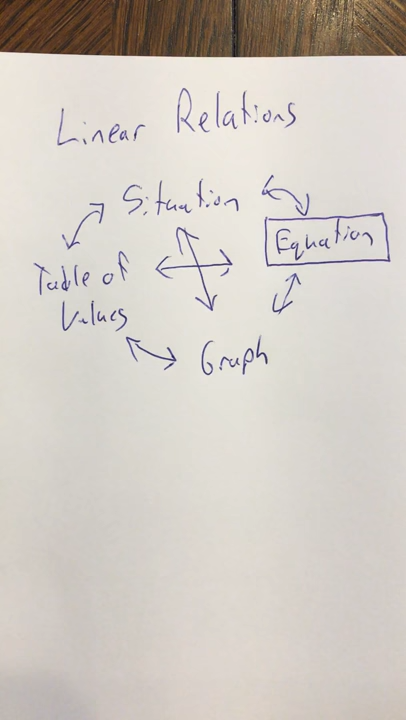 Linear Relations
Situation
Equation
Table of
Values
Graph